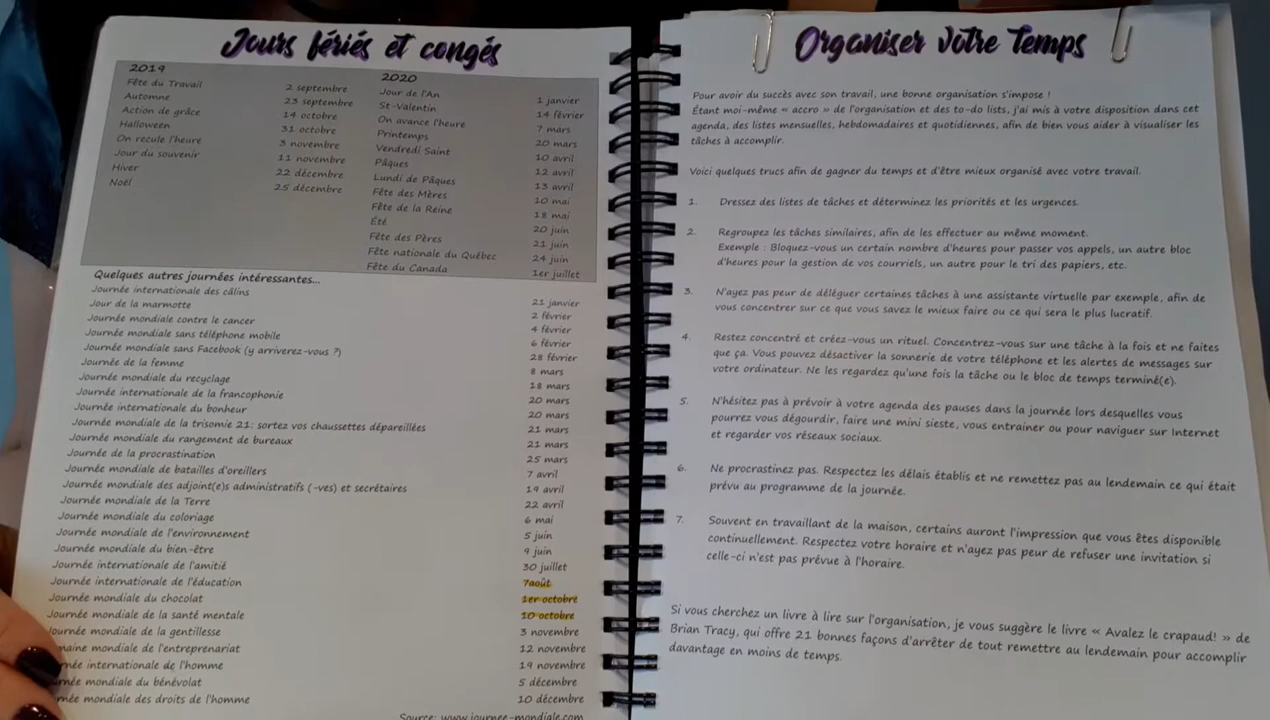 Jours fériés et congés
2019
Fête du Travail 2 septembre
Automne 23 septembre
Action de grâce 14 octobre
Halloween 31 octobre
On recule l'heure 3 novembre
Jour du souvenir 11 novembre
Hiver 22 décembre
Noël 25 décembre
2020
Jour de l'An 1 janvier
St-Valentin 14 février
On avance l'heure 7 mars
Printemps 20 mars
Vendredi Saint 10 avril
Pâques 12 avril
Lundi de Pâques 13 avril
Fête des Mères 10 mai
Fête de la Reine 18 mai
Été 20 juin
Fête des Pères 21 juin
Fête nationale du Québec 24 juin
Fête du Canada 1er juillet
Quelques autres journées intéressantes...
Journée internationale des câlins 21 janvier
Jour de la marmotte 2 février
Journée mondiale contre le cancer 4 février
Journée mondiale sans téléphone mobile 6 février
Journée mondiale sans Facebook (y arriverez-vous ?) 28 février
Journée de la femme 8 mars
Journée mondiale du recyclage 18 mars
Journée internationale de la francophonie 20 mars
Journée internationale du bonheur 20 mars
Journée mondiale de la trisomie 21: sortez vos chaussettes dépareillées 21 mars
Journée mondiale du rangement de bureaux 21 mars
Journée de la procrastination 25 mars
Journée mondiale de batailles d'oreillers 7 avril
Journée mondiale des adjoint(e)s administratifs (-ves) et secrétaires 19 avril
Journée mondiale de la Terre 22 avril
Journée mondiale du coloriage 6 mai
Journée mondiale de l'environnement 5 juin
Journée mondiale du bien-être 9 juin
Journée internationale de l'amitié 30 juillet
Journée internationale de l'éducation 7août
Journée mondiale du chocolat 1er octobre
Journée mondiale de la santé mentale 10 octobre
Journée mondiale de la gentillesse 3 novembre
maine mondiale de l'entreprenariat 12 novembre
rnée internationale de l'homme 19 novembre
rnée mondiale du bénévolat 5 décembre
rnée mondiale des droits de l'homme 10 décembre
Source: www.journee-mondiale.com
Organiser votre temps
Pour avoir du succès avec son travail, une bonne organisation s'impose !
Étant moi-même « accro » de l'organisation et des to-do lists, j'ai mis à votre disposition dans cet
agenda, des listes mensuelles, hebdomadaires et quotidiennes, afin de bien vous aider à visualiser les
tâches à accomplir.
Voici quelques trucs afin de gagner du temps et d'être mieux organisé avec votre travail.
1. Dressez des listes de tâches et déterminez les priorités et les urgences.
2. Regroupez les tâches similaires, afin de les effectuer au même moment.
Exemple : Bloquez-vous un certain nombre d'heures pour passer vos appels, un autre bloc
d'heures pour la gestion de vos courriels, un autre pour le tri des papiers, etc.
3. N'ayez pas peur de déléguer certaines tâches à une assistante virtuelle par exemple, afin de
vous concentrer sur ce que vous savez le mieux faire ou ce qui sera le plus lucratif.
4. Restez concentré et créez-vous un rituel. Concentrez-vous sur une tâche à la fois et ne faites
que ça. Vous pouvez désactiver la sonnerie de votre téléphone et les alertes de messages sur
votre ordinateur. Ne les regardez qu'une fois la tâche ou le bloc de temps terminé(e).
5. N'hésitez pas à prévoir à votre agenda des pauses dans la journée lors desquelles vous
pourrez vous dégourdir, faire une mini sieste, vous entrainer ou pour naviguer sur Internet
et regarder vos réseaux sociaux.
6. Ne procrastinez pas. Respectez les délais établis et ne remettez pas au lendemain ce qui était
prévu au programme de la journée.
7. Souvent en travaillant de la maison, certains auront l'impression que vous êtes disponible
continuellement. Respectez votre horaire et n'ayez pas peur de refuser une invitation si
celle-ci n'est pas prévue à l'horaire.
Si vous cherchez un livre à lire sur l'organisation, je vous suggère le livre « Avalez le crapaud! » de
Brian Tracy, qui offre 21 bonnes façons d'arrêter de tout remettre au lendemain pour accomplir
davantage en moins de temps.